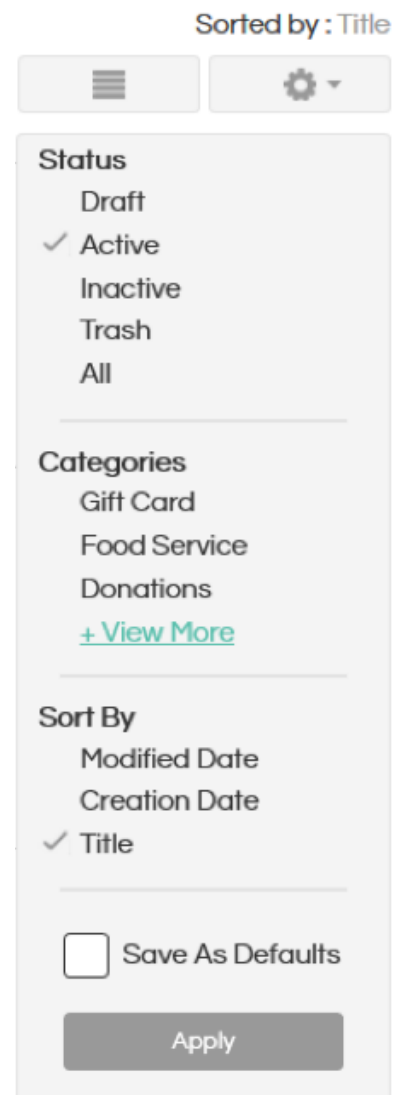 Sorted by : Title
Status
Draft
Active
Inactive
Trash
All
Categories
Gift Card
Food Service
Donations
+ View More
Sort By
Modified Date
Creation Date
Title
Save As Defaults
Apply